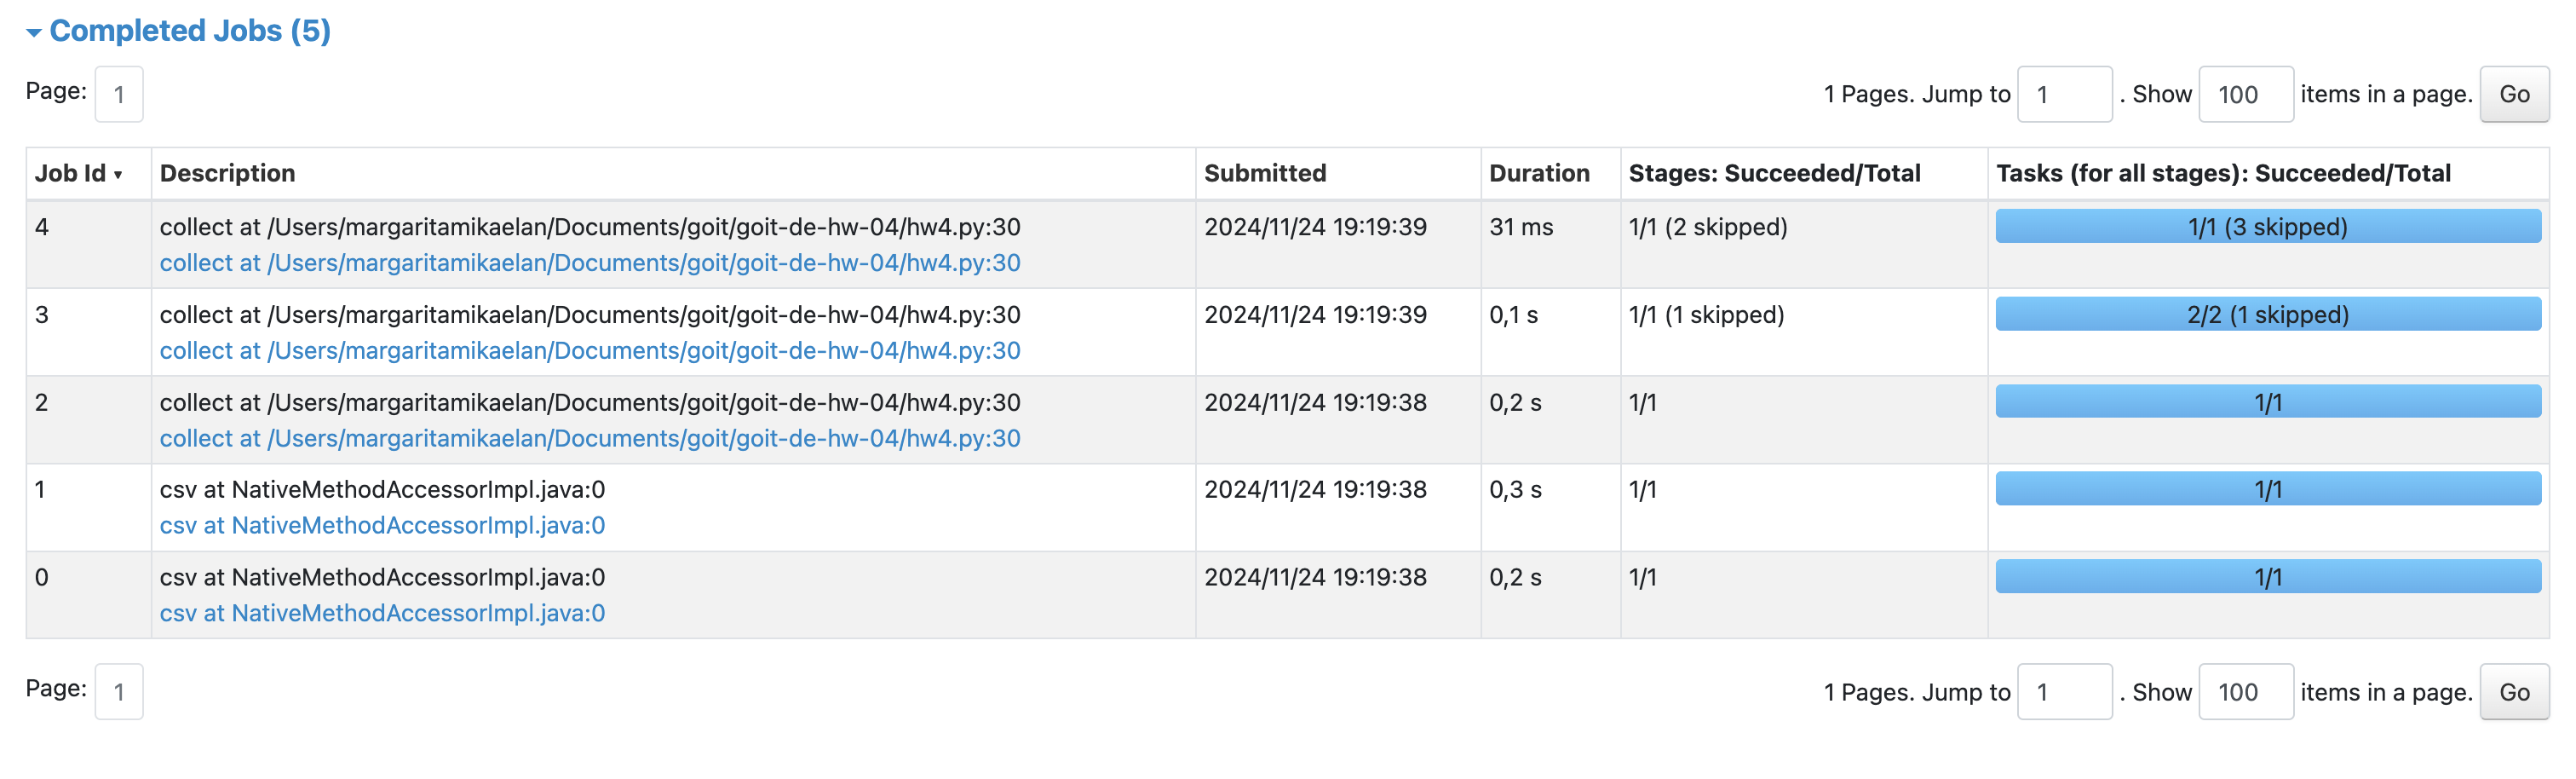 Completed Jobs (5)
Page: 1
1 Pages. Jump to 1 . Show 100 items in a page. Go
Job Id ▾ Description Submitted Duration Stages: Succeeded/Total Tasks (for all stages): Succeeded/Total
4 collect at /Users/margaritamikaelan/Documents/goit/goit-de-hw-04/hw4.py:30 2024/11/24 19:19:39 31 ms 1/1 (2 skipped) 1/1 (3 skipped)
collect at /Users/margaritamikaelan/Documents/goit/goit-de-hw-04/hw4.py:30
3 collect at /Users/margaritamikaelan/Documents/goit/goit-de-hw-04/hw4.py:30 2024/11/24 19:19:39 0,1 s 1/1 (1 skipped) 2/2 (1 skipped)
collect at /Users/margaritamikaelan/Documents/goit/goit-de-hw-04/hw4.py:30
2 collect at /Users/margaritamikaelan/Documents/goit/goit-de-hw-04/hw4.py:30 2024/11/24 19:19:38 0,2 s 1/1 1/1
collect at /Users/margaritamikaelan/Documents/goit/goit-de-hw-04/hw4.py:30
1 csv at NativeMethodAccessorImpl.java:0 2024/11/24 19:19:38 0,3 s 1/1 1/1
csv at NativeMethodAccessorImpl.java:0
0 csv at NativeMethodAccessorImpl.java:0 2024/11/24 19:19:38 0,2 s 1/1 1/1
csv at NativeMethodAccessorImpl.java:0
Page: 1
1 Pages. Jump to 1 . Show 100 items in a page. Go